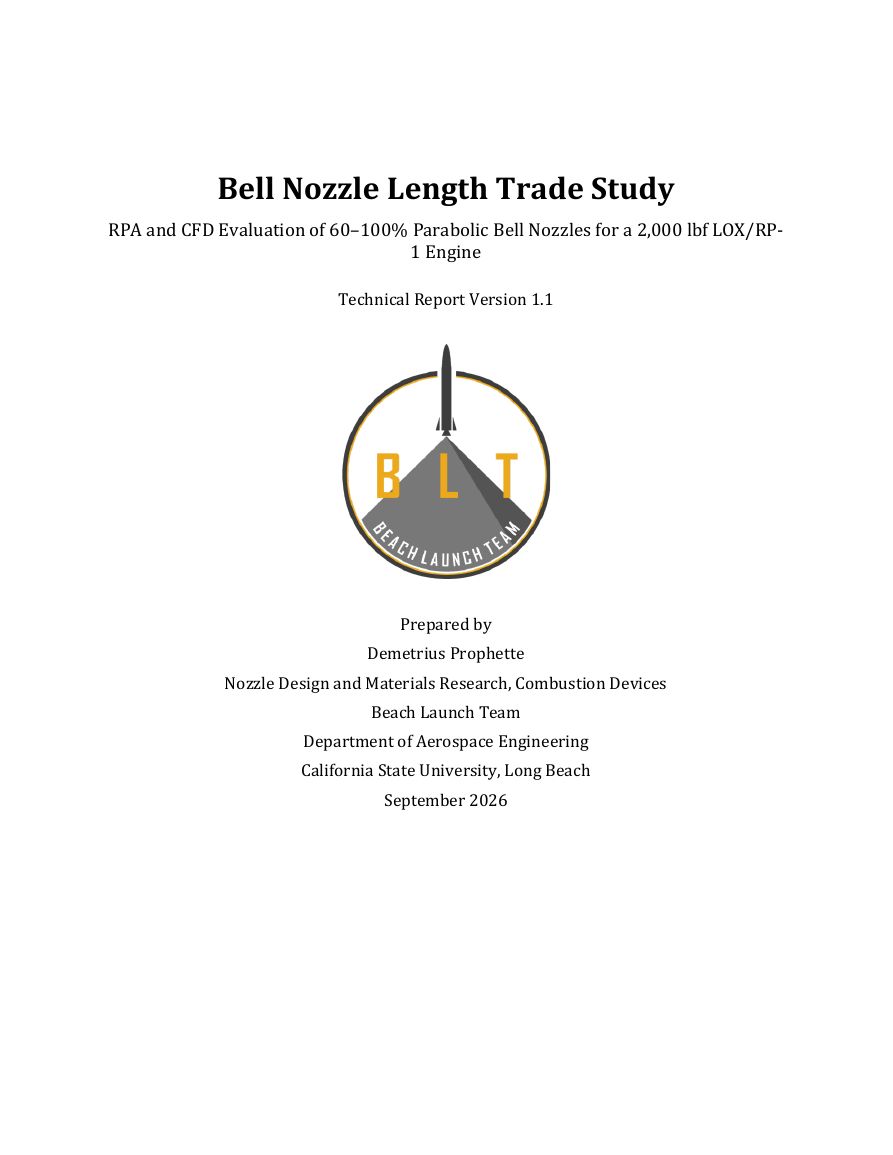 Bell Nozzle Length Trade Study
RPA and CFD Evaluation of 60–100% Parabolic Bell Nozzles for a 2,000 lbf LOX/RP-
1 Engine
Technical Report Version 1.1
B L T
BEACH LAUNCH TEAM
Prepared by
Demetrius Prophette
Nozzle Design and Materials Research, Combustion Devices
Beach Launch Team
Department of Aerospace Engineering
California State University, Long Beach
September 2026